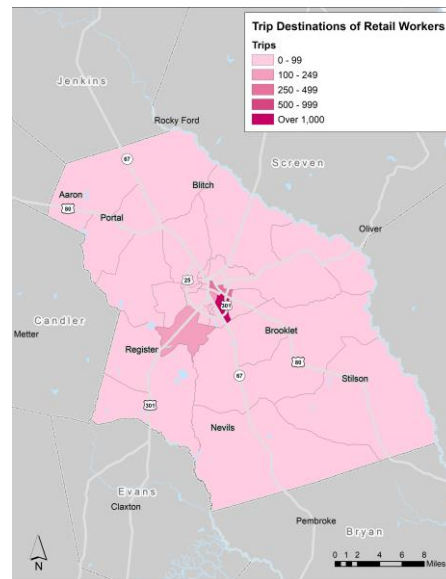 Trip Destinations of Retail Workers
Trips
0 - 99
100 - 249
250 - 499
500 - 999
Over 1,000
Jenkins
Rocky Ford
67
Screven
Blitch
Aaron
80
Portal
Oliver
25
301
Candler
Metter
Brooklet
Register
80
67
Stilson
301
Nevils
Evans
Claxton
Pembroke
Bryan
N
0 1 2 4 6 8
Miles